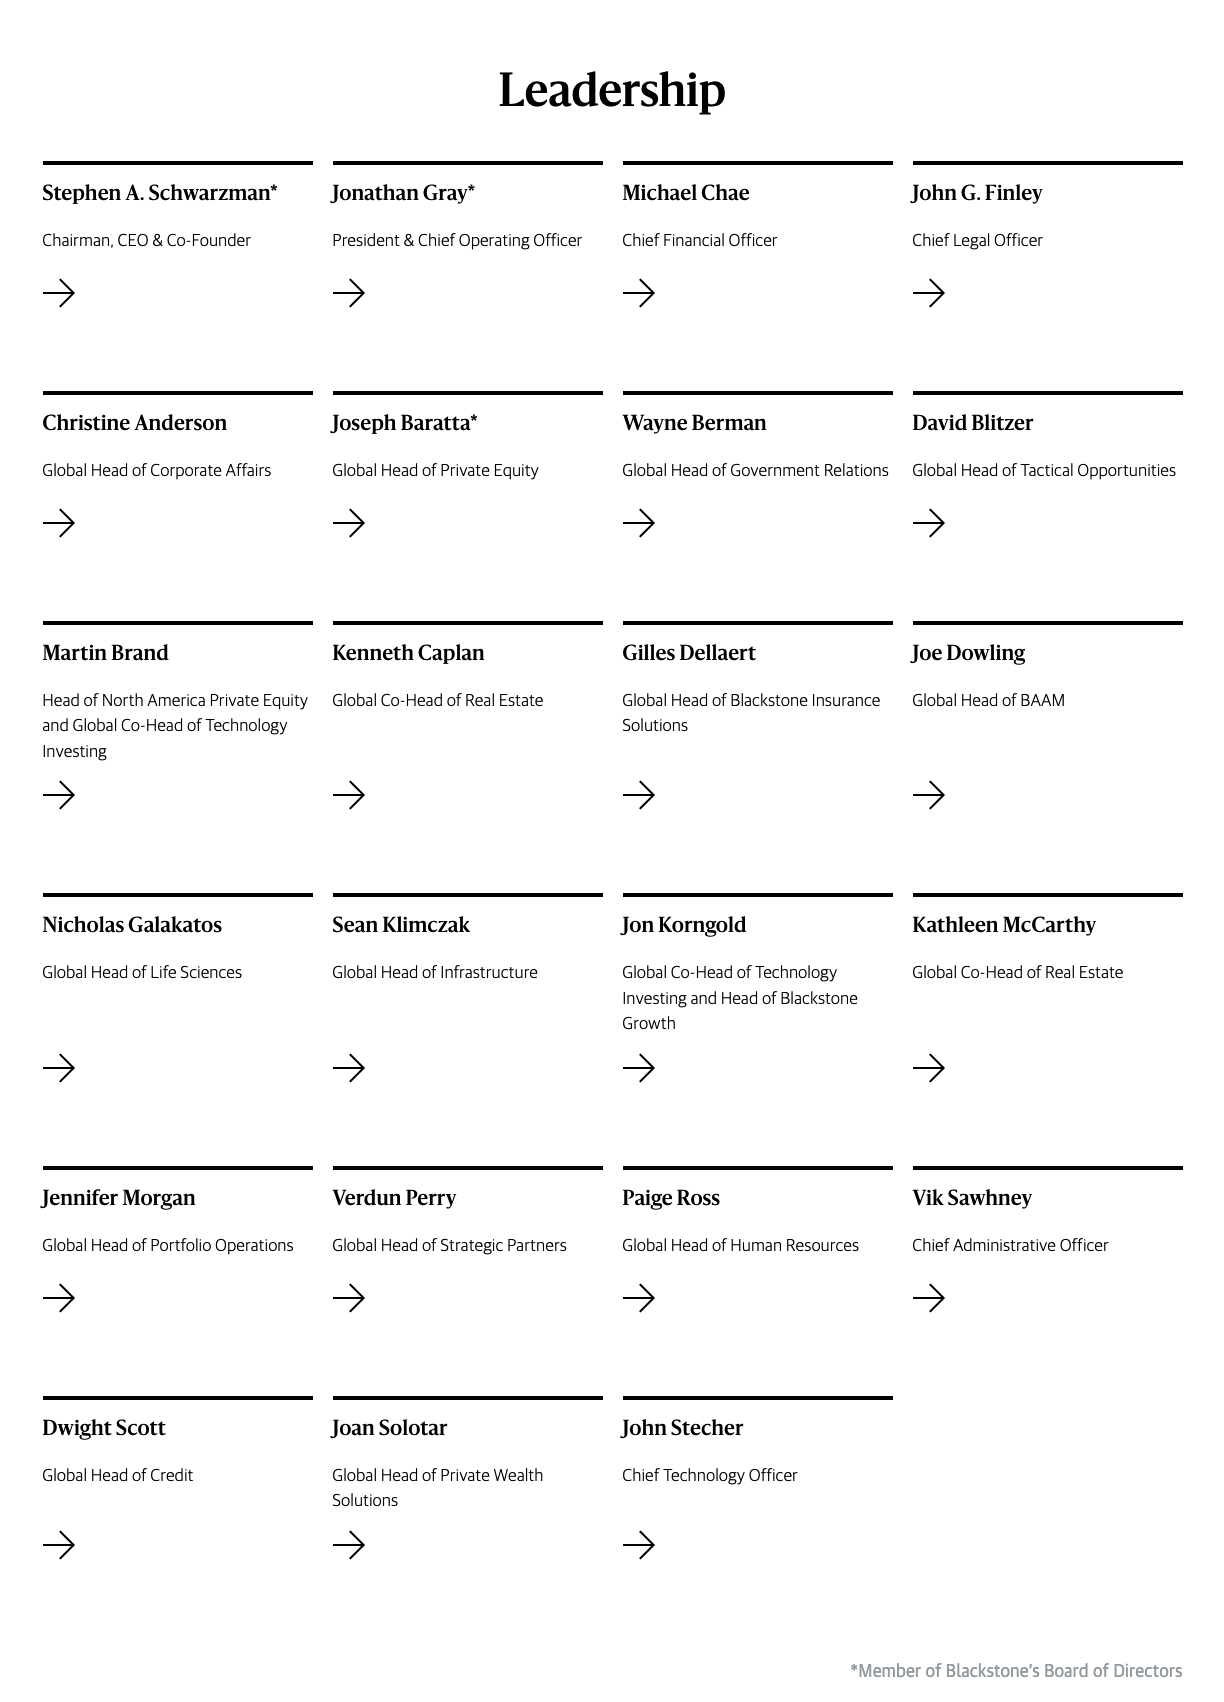 Leadership
Stephen A. Schwarzman*
Chairman, CEO & Co-Founder
Jonathan Gray*
President & Chief Operating Officer
Michael Chae
Chief Financial Officer
John G. Finley
Chief Legal Officer
Christine Anderson
Global Head of Corporate Affairs
Joseph Baratta*
Global Head of Private Equity
Wayne Berman
Global Head of Government Relations
David Blitzer
Global Head of Tactical Opportunities
Martin Brand
Head of North America Private Equity
and Global Co-Head of Technology
Investing
Kenneth Caplan
Global Co-Head of Real Estate
Gilles Dellaert
Global Head of Blackstone Insurance
Solutions
Joe Dowling
Global Head of BAAM
Nicholas Galakatos
Global Head of Life Sciences
Sean Klimczak
Global Head of Infrastructure
Jon Korngold
Global Co-Head of Technology
Investing and Head of Blackstone
Growth
Kathleen McCarthy
Global Co-Head of Real Estate
Jennifer Morgan
Global Head of Portfolio Operations
Verdun Perry
Global Head of Strategic Partners
Paige Ross
Global Head of Human Resources
Vik Sawhney
Chief Administrative Officer
Dwight Scott
Global Head of Credit
Joan Solotar
Global Head of Private Wealth
Solutions
John Stecher
Chief Technology Officer
*Member of Blackstone's Board of Directors